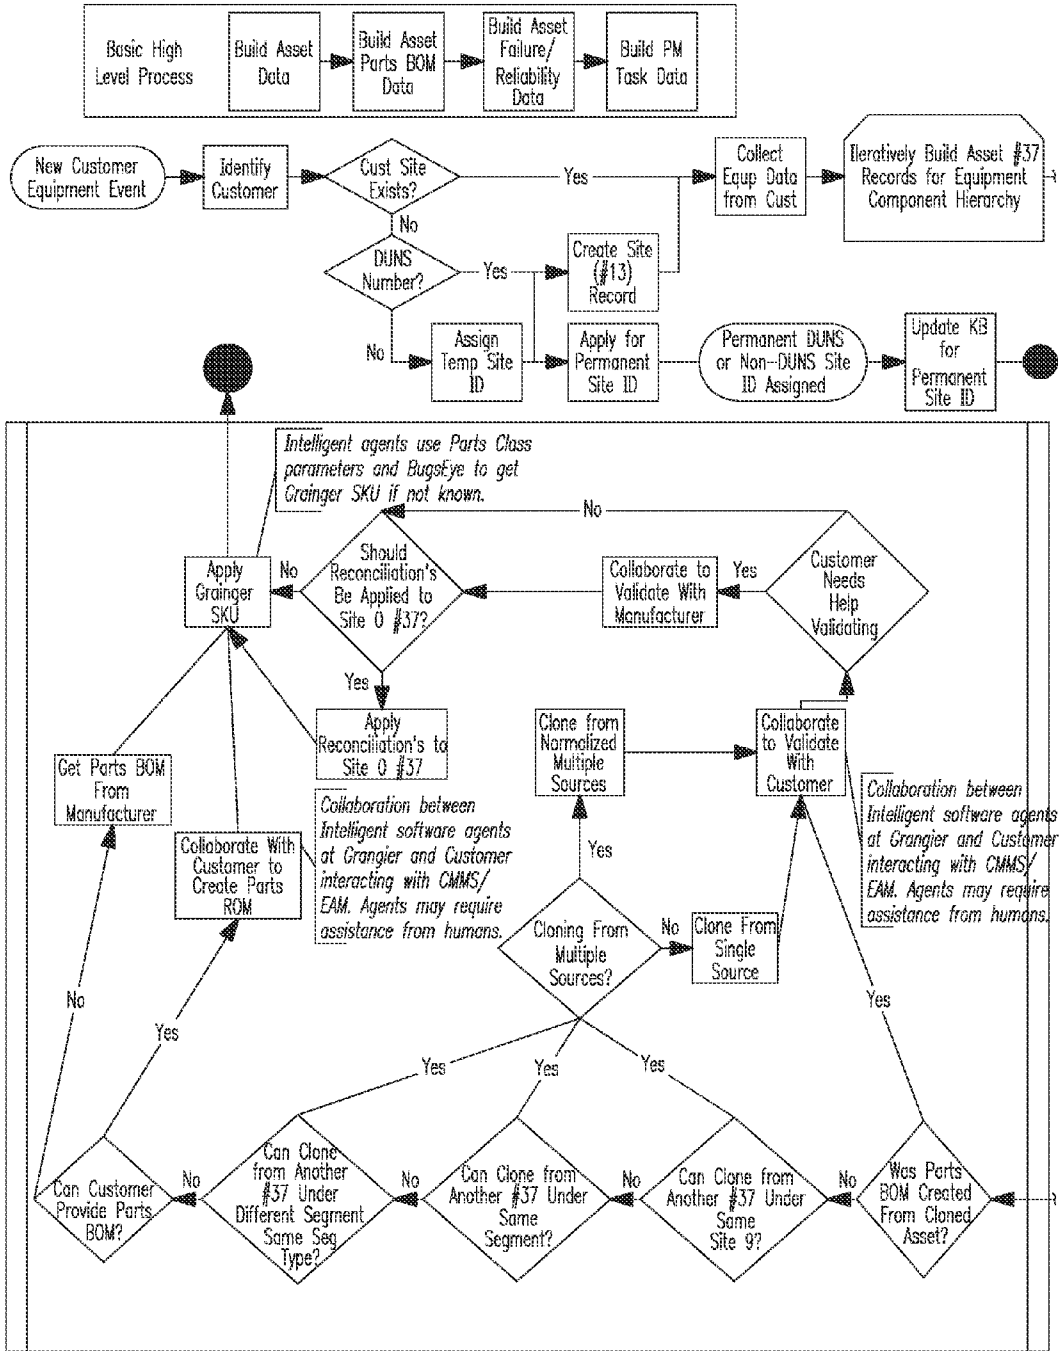 Basic High
Level Process
Build Asset
Data
Build Asset
Parts BOM
Data
Build Asset
Failure/
Reliability
Data
Build PM
Task Data
New Customer
Equipment Event
Identify
Customer
Cust Site
Exists?
Yes
Collect
Equp Data
from Cust
Ileratively Build Asset #37
Records for Equipment
Component Hierarchy
No
DUNS
Number?
Yes
Create Site
(#13)
Record
No
Assign
Temp Site
ID
Apply for
Permanent
Site ID
Permanent DUNS
or Non-DUNS Site
ID Assigned
Update KB
for
Permanent
Site ID
Intelligent agents use Parts Class
parameters and BugsEye to get
Grainger SKU if not known.
No
Apply
Grainger
SKU
No
Should
Reconciliation's
Be Applied to
Site 0 #37?
Collaborate to
Validate With
Manufacturer
Yes
Customer
Needs
Help
Validating
Yes
Apply
Reconciliation's to
Site 0 #37
Clone from
Normalized
Multiple
Sources
Collaborate
to Validate
With
Customer
Get Parts BOM
From
Manufacturer
Collaborate With
Customer to
Create Parts
ROM
Collaboration between
Intelligent software agents
at Grangier and Customer
interacting with CMMS/
EAM. Agents may require
assistance from humans.
Collaboration between
Intelligent software agents
at Grangier and Customer
interacting with CMMS/
EAM. Agents may require
assistance from humans.
Yes
Cloning From
Multiple
Sources?
No
Clone From
Single
Source
No
Yes
Yes
Yes
Yes
Yes
Can Customer
Provide Parts
BOM?
No
Can Clone
from Another
#37 Under
Different Segment
Same Seg
Type?
No
Can Clone from
Another #37 Under
Same
Segment?
No
Can Clone from
Another #37 Under
Same
Site 9?
No
Was Parts
BOM Created
From Cloned
Asset?